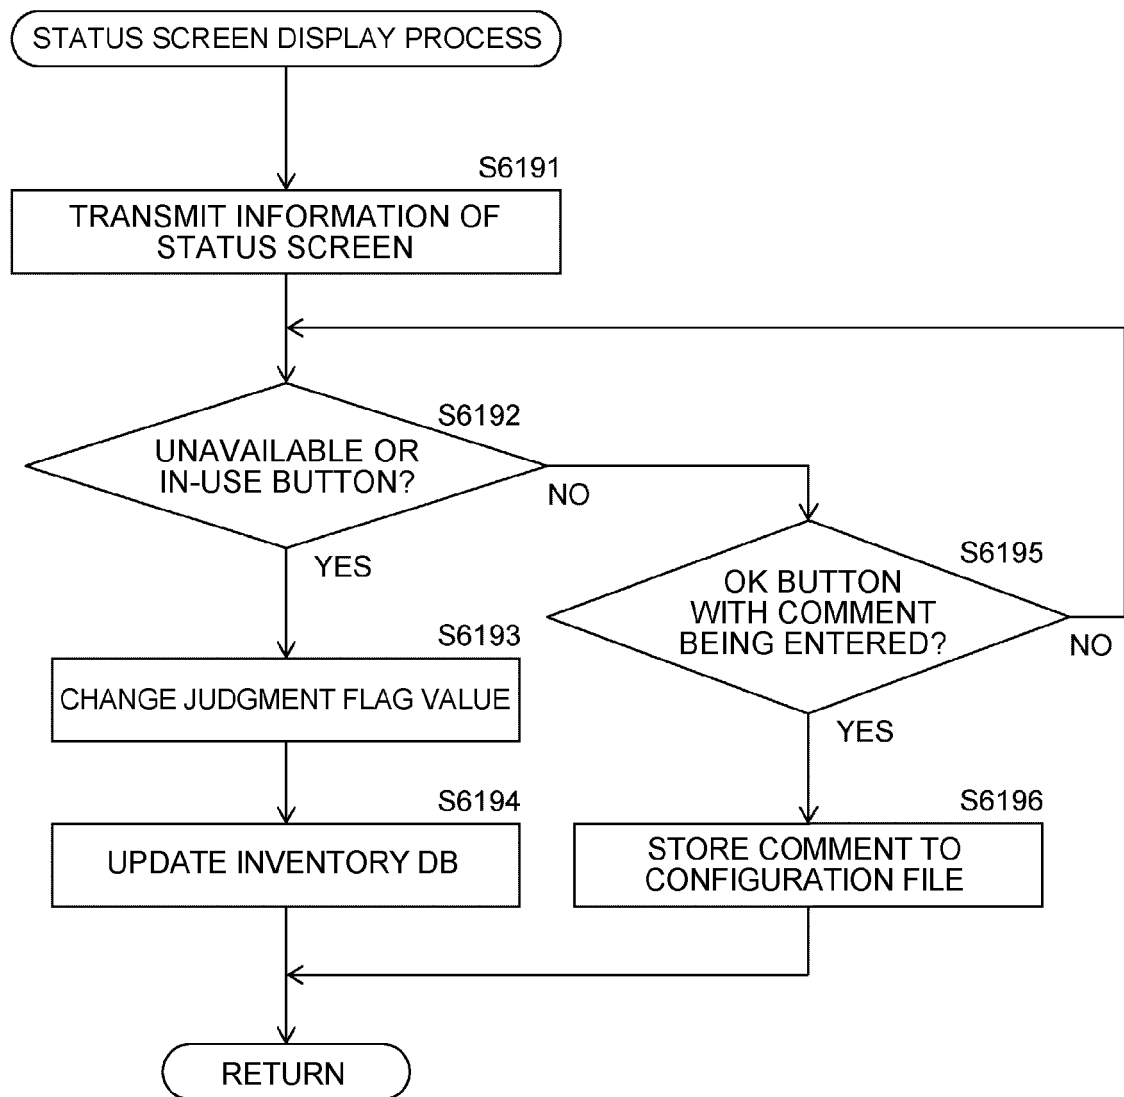 STATUS SCREEN DISPLAY PROCESS
S6191
TRANSMIT INFORMATION OF
STATUS SCREEN
S6192
UNAVAILABLE OR
IN-USE BUTTON?
NO
YES
S6195
OK BUTTON
WITH COMMENT
BEING ENTERED?
NO
YES
S6193
CHANGE JUDGMENT FLAG VALUE
S6194
UPDATE INVENTORY DB
S6196
STORE COMMENT TO
CONFIGURATION FILE
RETURN